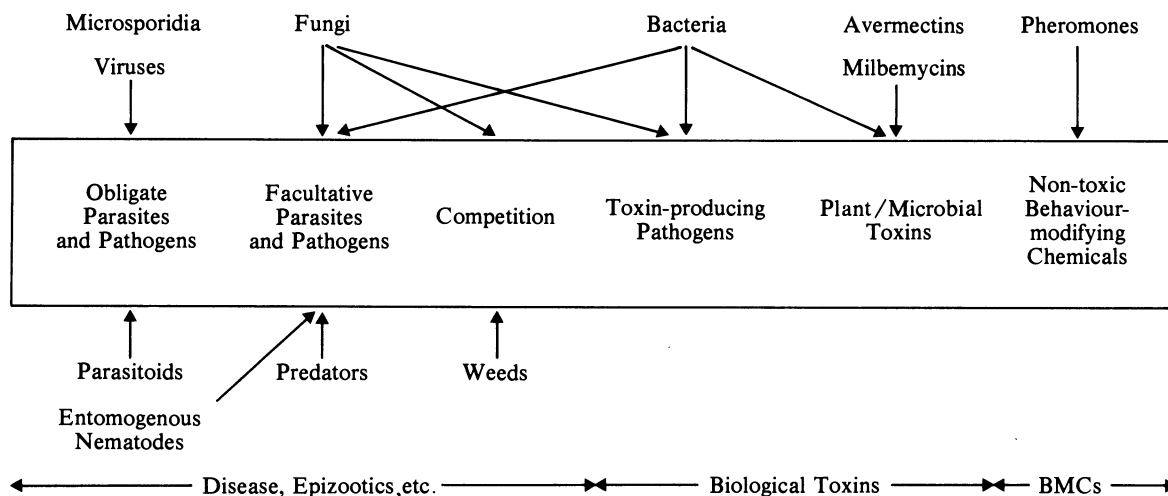 Microsporidia
Viruses
Fungi
Bacteria
Avermectins
Milbemycins
Pheromones
Obligate
Parasites
and Pathogens
Facultative
Parasites
and Pathogens
Competition
Toxin-producing
Pathogens
Plant/Microbial
Toxins
Non-toxic
Behaviour-
modifying
Chemicals
Parasitoids
Predators
Weeds
Entomogenous
Nematodes
Disease, Epizootics,etc.
Biological Toxins
BMCs